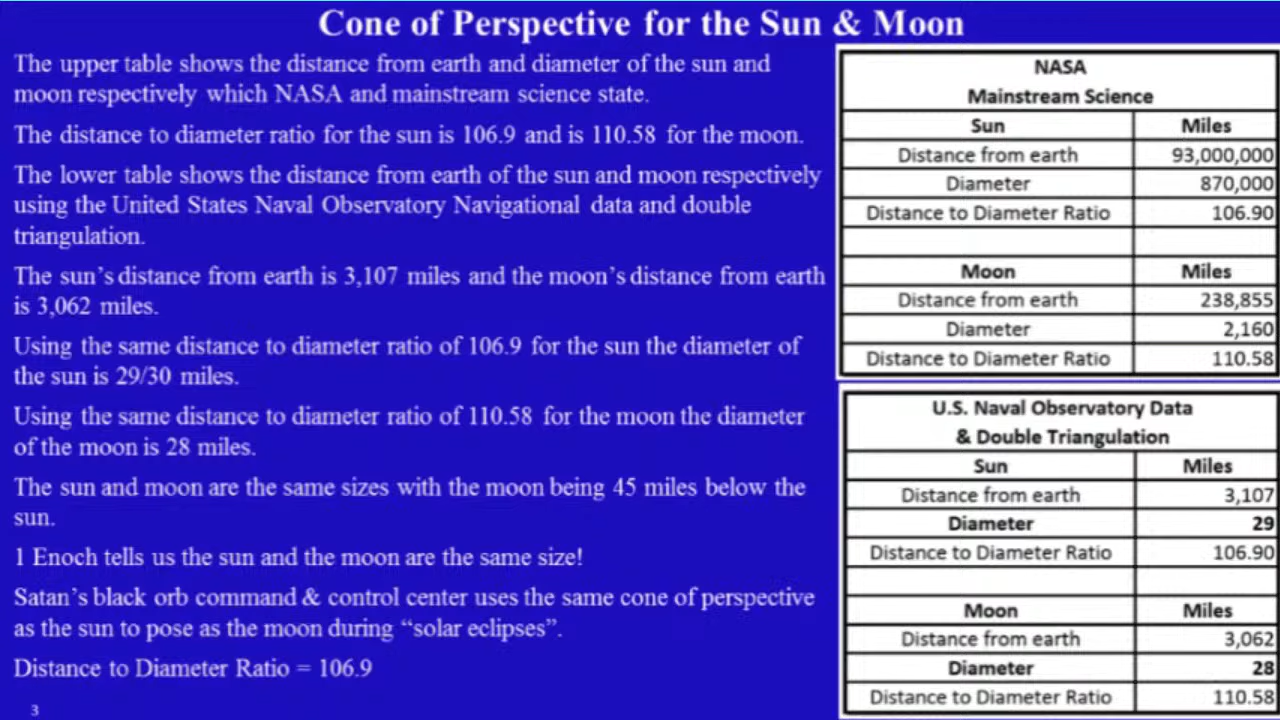 Cone of Perspective for the Sun & Moon
The upper table shows the distance from earth and diameter of the sun and
moon respectively which NASA and mainstream science state.
The distance to diameter ratio for the sun is 106.9 and is 110.58 for the moon.
The lower table shows the distance from earth of the sun and moon respectively
using the United States Naval Observatory Navigational data and double
triangulation.
The sun's distance from earth is 3,107 miles and the moon's distance from earth
is 3,062 miles.
Using the same distance to diameter ratio of 106.9 for the sun the diameter of
the sun is 29/30 miles.
Using the same distance to diameter ratio of 110.58 for the moon the diameter
of the moon is 28 miles.
The sun and moon are the same sizes with the moon being 45 miles below the
sun.
1 Enoch tells us the sun and the moon are the same size!
Satan's black orb command & control center uses the same cone of perspective
as the sun to pose as the moon during “solar eclipses”.
Distance to Diameter Ratio = 106.9
3
NASA
Mainstream Science
Sun Miles
Distance from earth 93,000,000
Diameter 870,000
Distance to Diameter Ratio 106.90
Moon Miles
Distance from earth 238,855
Diameter 2,160
Distance to Diameter Ratio 110.58
U.S. Naval Observatory Data
& Double Triangulation
Sun Miles
Distance from earth 3,107
Diameter 29
Distance to Diameter Ratio 106.90
Moon Miles
Distance from earth 3,062
Diameter 28
Distance to Diameter Ratio 110.58